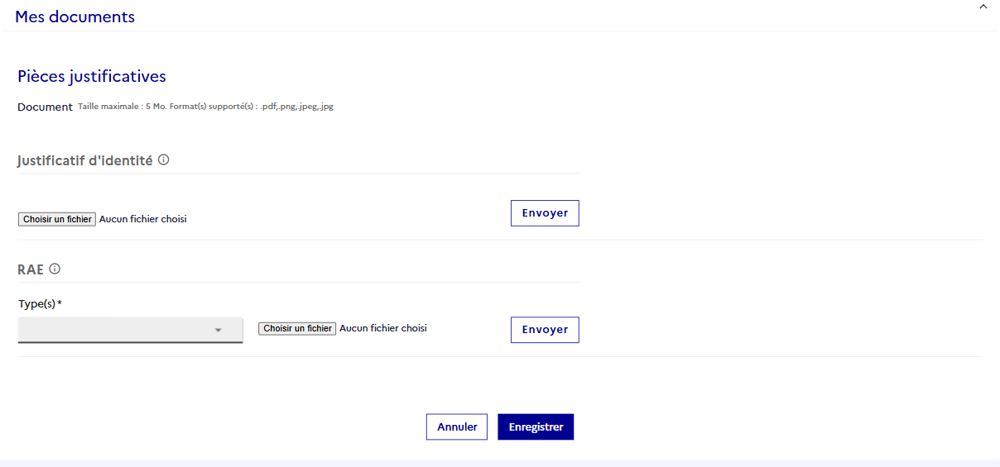 Mes documents
Pièces justificatives
Document Taille maximale : 5 Mo. Format(s) supporté(s) : .pdf,.png,.jpeg,.jpg
Justificatif d'identité
Choisir un fichier Aucun fichier choisi
Envoyer
RAE
Type(s) *
Choisir un fichier Aucun fichier choisi
Envoyer
Annuler Enregistrer